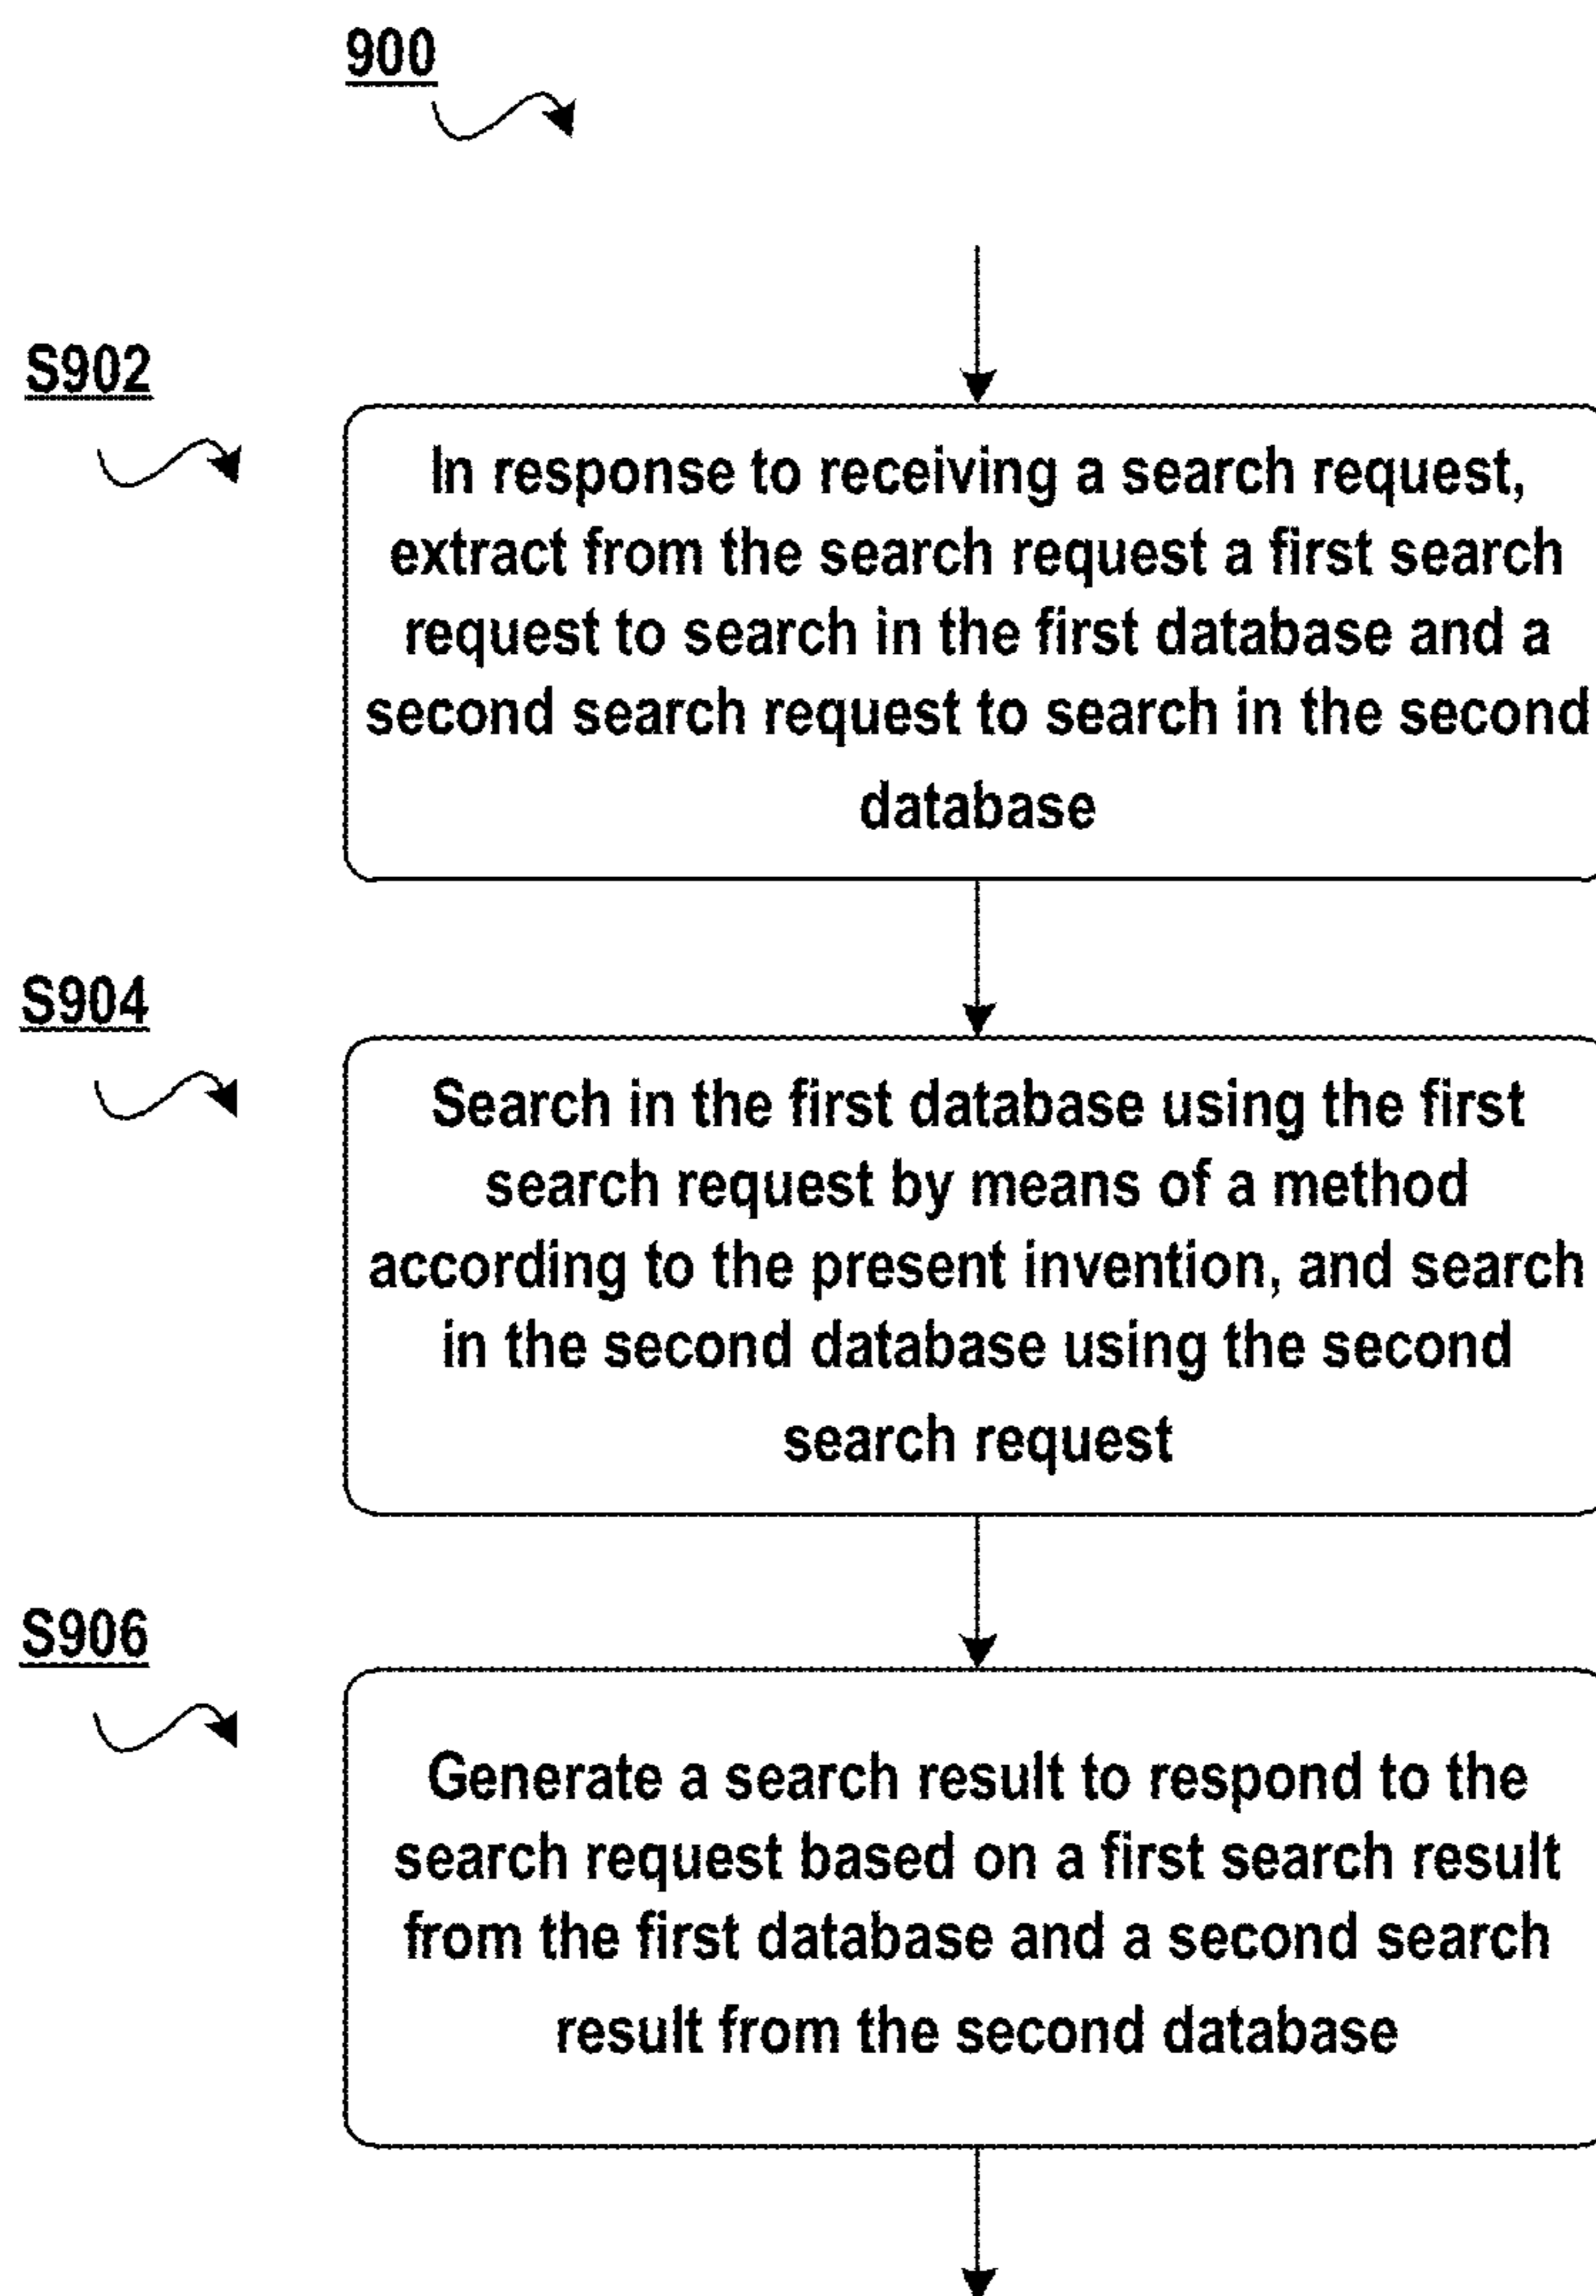 900
S902
In response to receiving a search request,
extract from the search request a first search
request to search in the first database and a
second search request to search in the second
database
S904
Search in the first database using the first
search request by means of a method
according to the present invention, and search
in the second database using the second
search request
S906
Generate a search result to respond to the
search request based on a first search result
from the first database and a second search
result from the second database